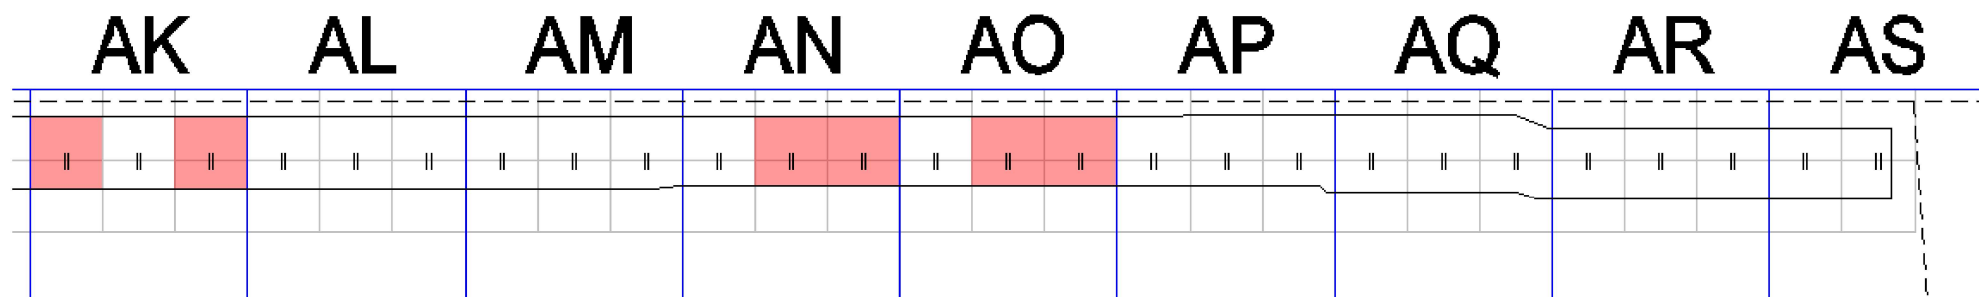 AK AL AM AN AO AP AQ AR AS